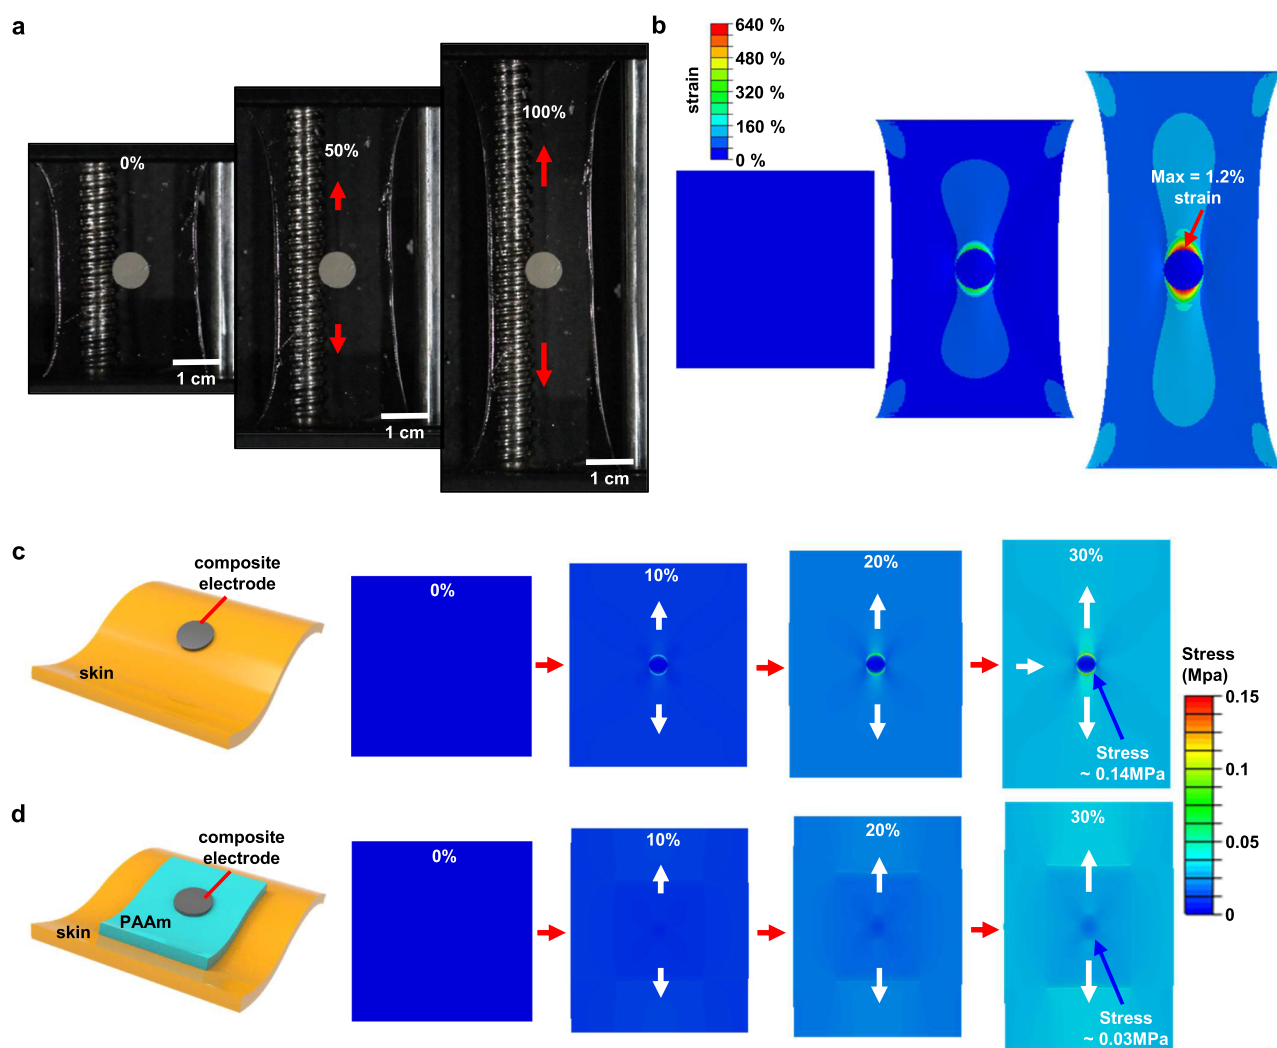 a
0%
50%
100%
1 cm
1 cm
1 cm
b
strain
640 %
480 %
320 %
160 %
0 %
Max = 1.2%
strain
c
composite
electrode
skin
0%
10%
20%
30%
Stress
~ 0.14MPa
Stress
(Mpa)
0.15
0.1
0.05
0
d
composite
electrode
PAAm
skin
0%
10%
20%
30%
Stress
~ 0.03MPa